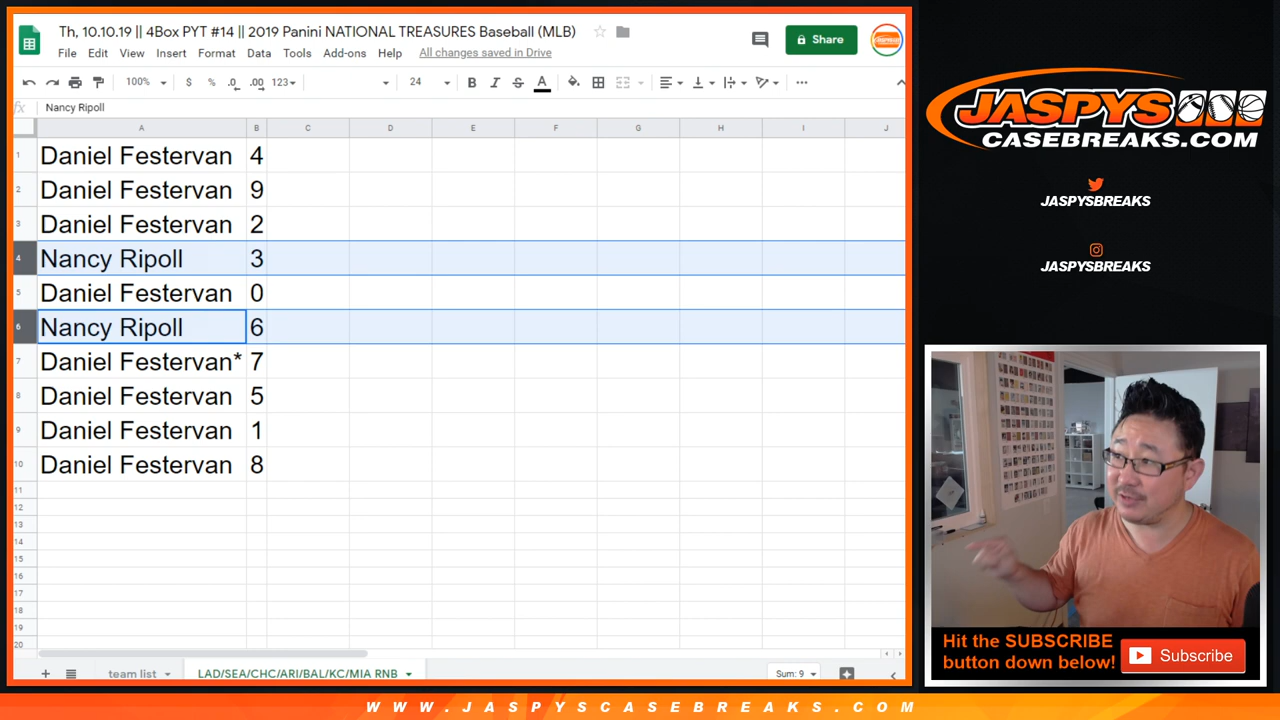 Th, 10.10.19 || 4Box PYT #14 || 2019 Panini NATIONAL TREASURES Baseball (MLB)
File Edit View Insert Format Data Tools Add-ons Help All changes saved in Drive
Share
100% $ % .0 .00 123 24 B I S A
fx Nancy Ripoll
A B C D E F G H I J
1 Daniel Festervan 4
2 Daniel Festervan 9
3 Daniel Festervan 2
4 Nancy Ripoll 3
5 Daniel Festervan 0
6 Nancy Ripoll 6
7 Daniel Festervan* 7
8 Daniel Festervan 5
9 Daniel Festervan 1
10 Daniel Festervan 8
11
12
13
14
15
16
17
18
19
20
team list LAD/SEA/CHC/ARI/BAL/KC/MIA RNB Sum: 9
JASPYS
CASEBREAKS.COM
JASPYSBREAKS
JASPYSBREAKS
Hit the SUBSCRIBE
button down below!
Subscribe
WWW.JASPYSCASEBREAKS.COM